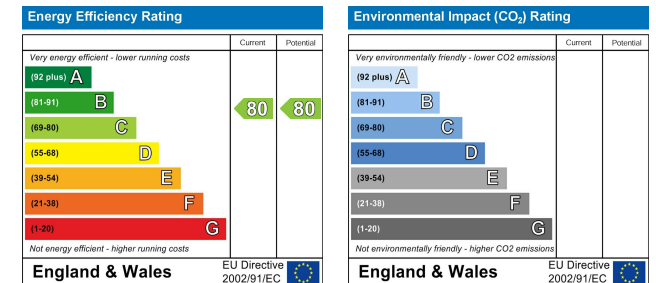 Energy Efficiency Rating
Current Potential
Very energy efficient - lower running costs
(92 plus) A
(81-91) B
80 80
(69-80) C
(55-68) D
(39-54) E
(21-38) F
(1-20) G
Not energy efficient - higher running costs
England & Wales
EU Directive
2002/91/EC
Environmental Impact (CO₂) Rating
Current Potential
Very environmentally friendly - lower CO2 emissions
(92 plus) A
(81-91) B
(69-80) C
(55-68) D
(39-54) E
(21-38) F
(1-20) G
Not environmentally friendly - higher CO2 emissions
England & Wales
EU Directive
2002/91/EC